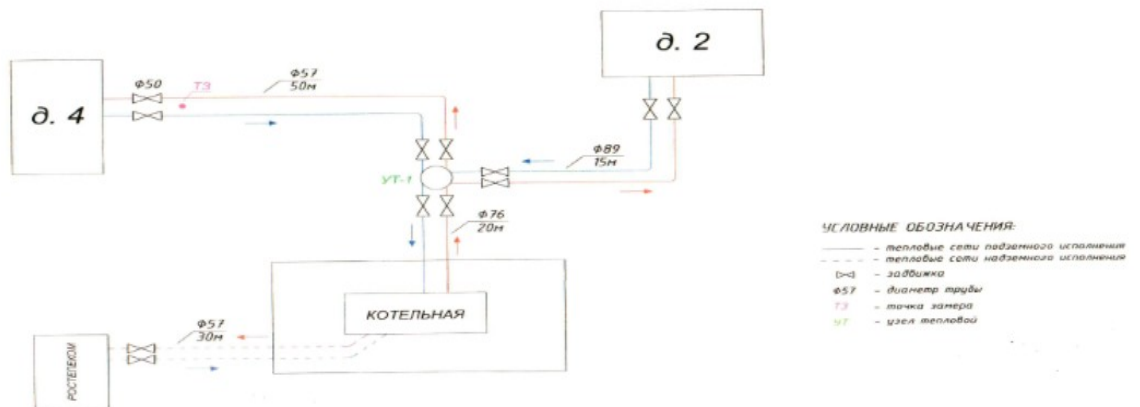 д. 2
д. 4
Ф50
ТЗ
Ф57
50м
Ф89
15м
УТ-1
Ф76
20м
КОТЕЛЬНАЯ
Ф57
30м
РОСТЕЛЕКОМ
УСЛОВНЫЕ ОБОЗНАЧЕНИЯ:
- тепловые сети подземного исполнения
- тепловые сети надземного исполнения
- задвижка
Ф57 - диаметр трубы
ТЗ - точка замера
УТ - узел тепловой